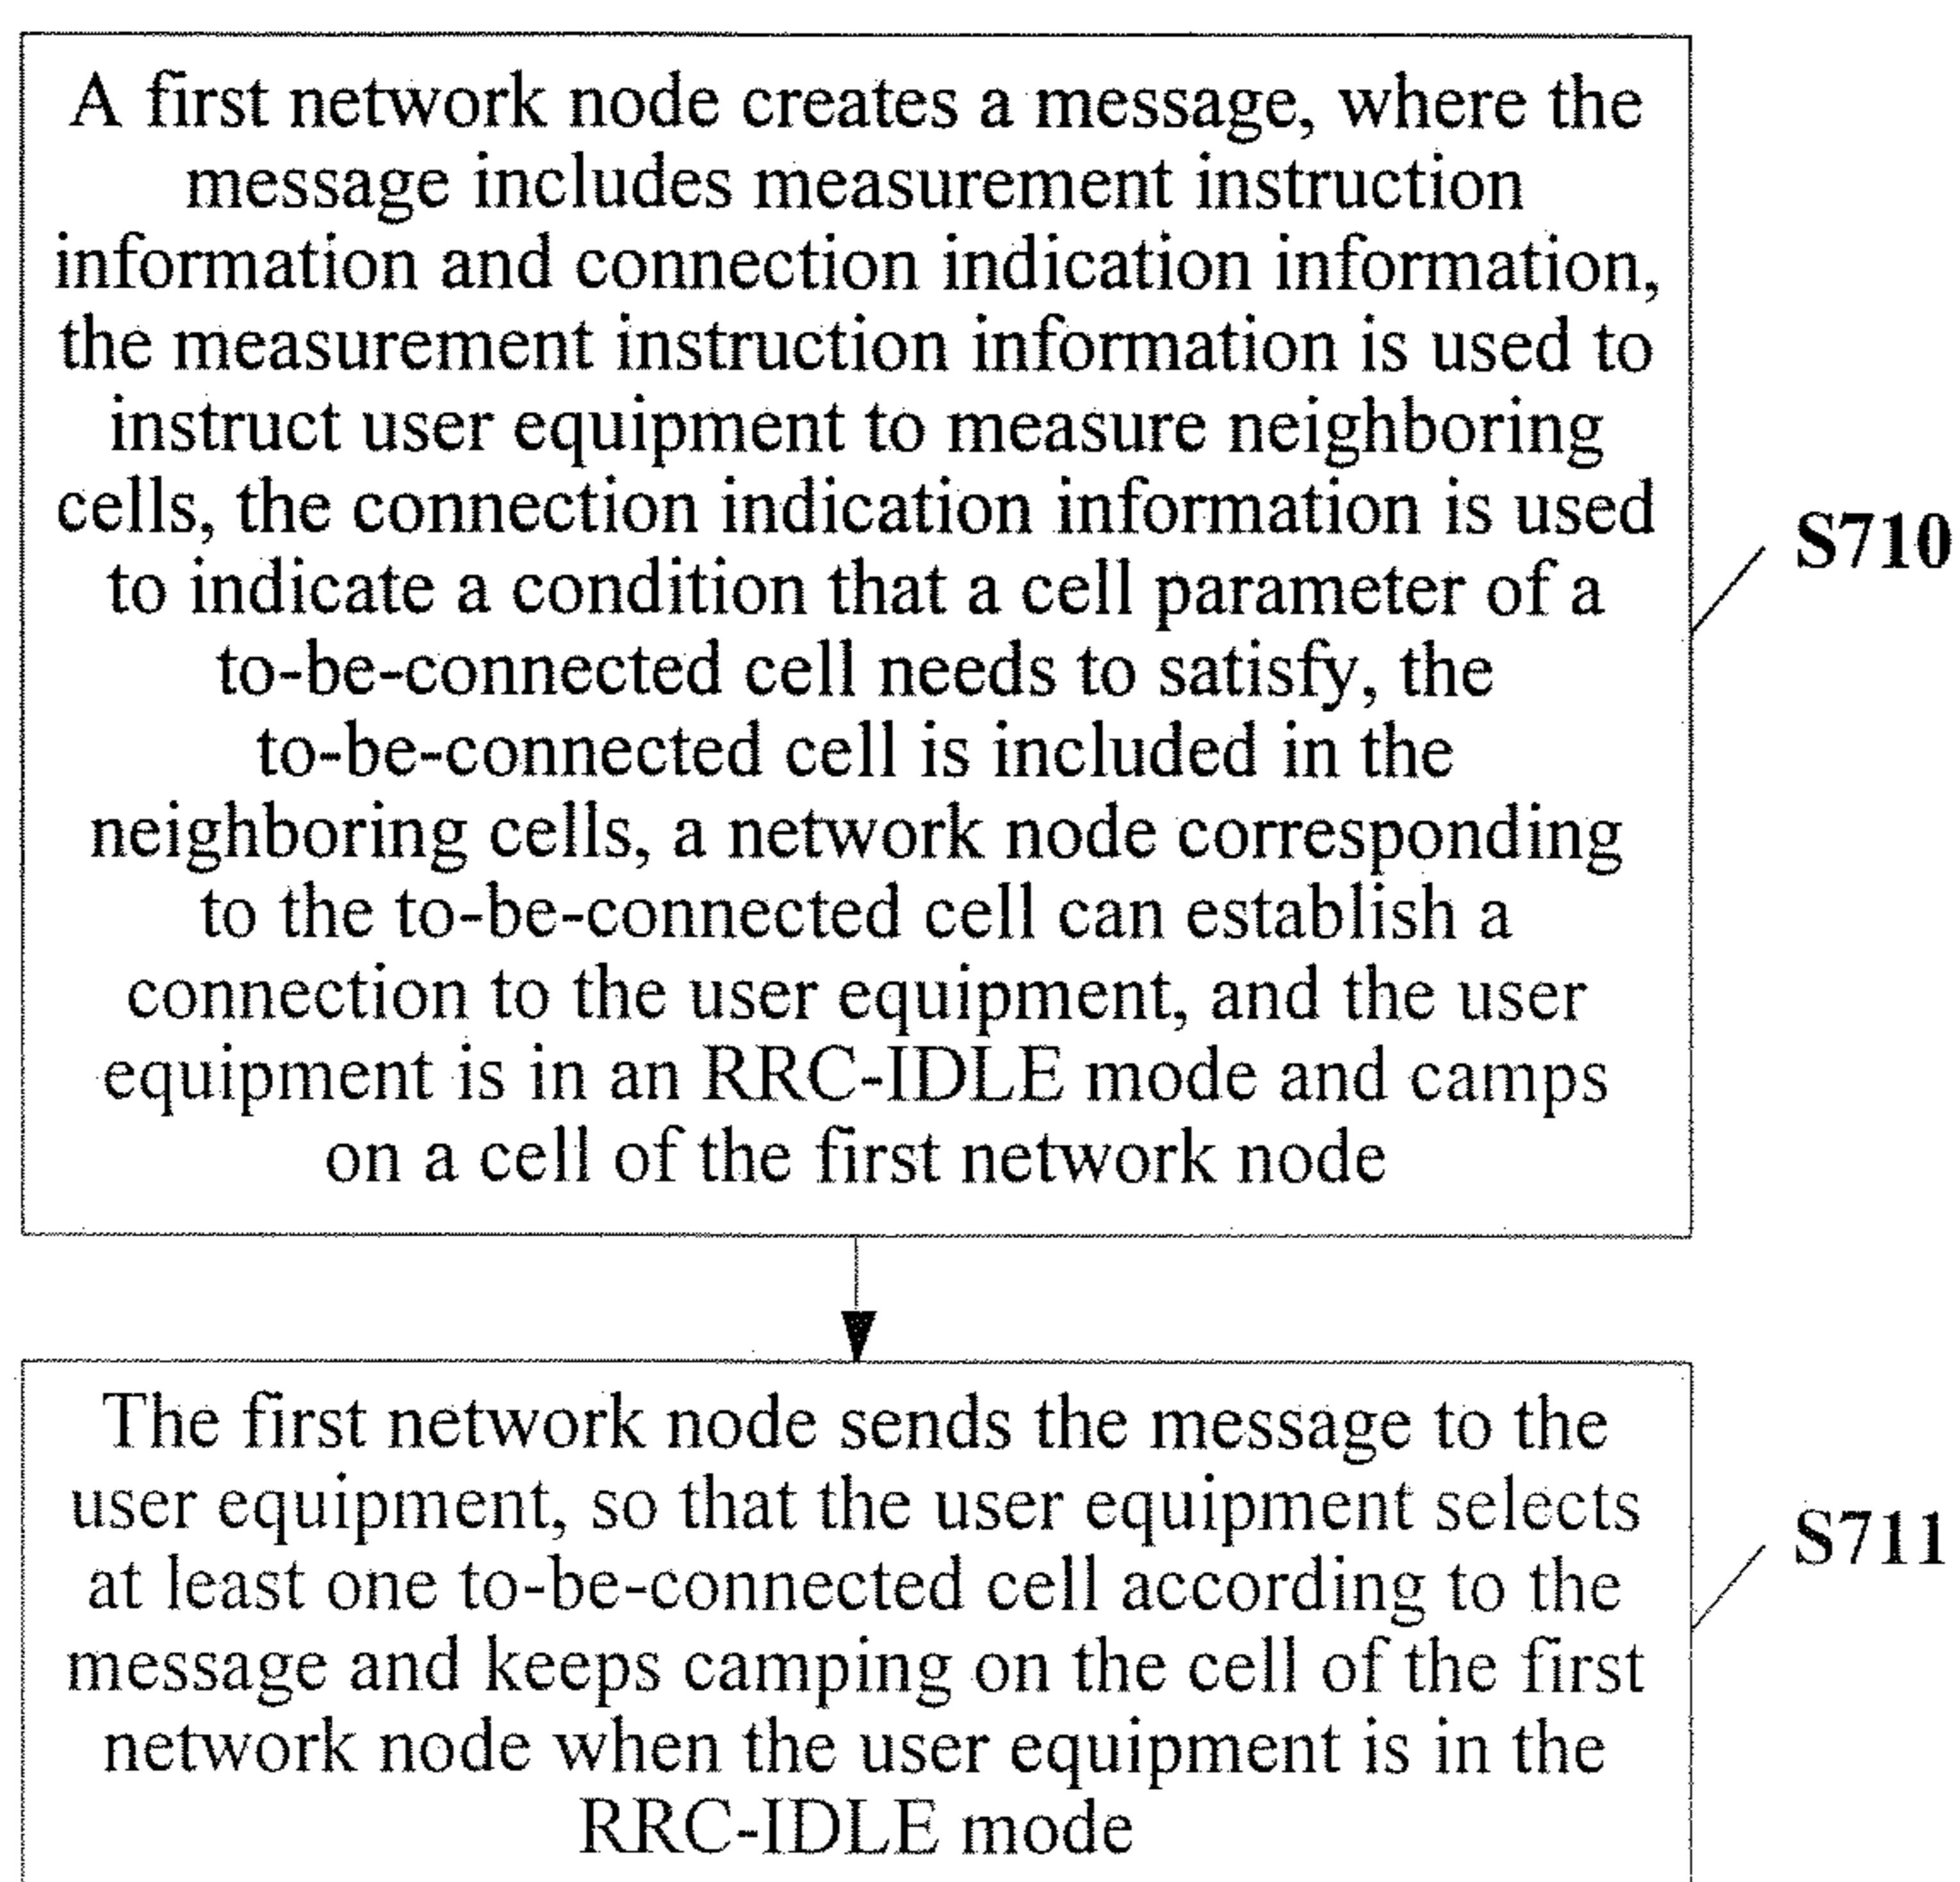 A first network node creates a message, where the
message includes measurement instruction
information and connection indication information,
the measurement instruction information is used to
instruct user equipment to measure neighboring
cells, the connection indication information is used
to indicate a condition that a cell parameter of a
to-be-connected cell needs to satisfy, the
to-be-connected cell is included in the
neighboring cells, a network node corresponding
to the to-be-connected cell can establish a
connection to the user equipment, and the user
equipment is in an RRC-IDLE mode and camps
on a cell of the first network node
S710
The first network node sends the message to the
user equipment, so that the user equipment selects
at least one to-be-connected cell according to the
message and keeps camping on the cell of the first
network node when the user equipment is in the
RRC-IDLE mode
S711